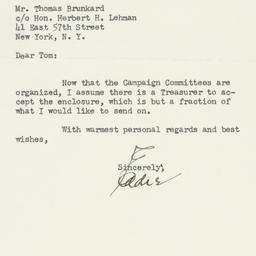 Mr. Thomas Brunkard
c/o Hon. Herbert H. Lehman
41 East 57th Street
New York, N. Y.
Dear Tom:
Now that the Campaign Committees are
organized, I assume there is a Treasurer to ac-
cept the enclosure, which is but a fraction of
what I would like to send on.
With warmest personal regards and best
wishes,
Sincerely,
Eddie